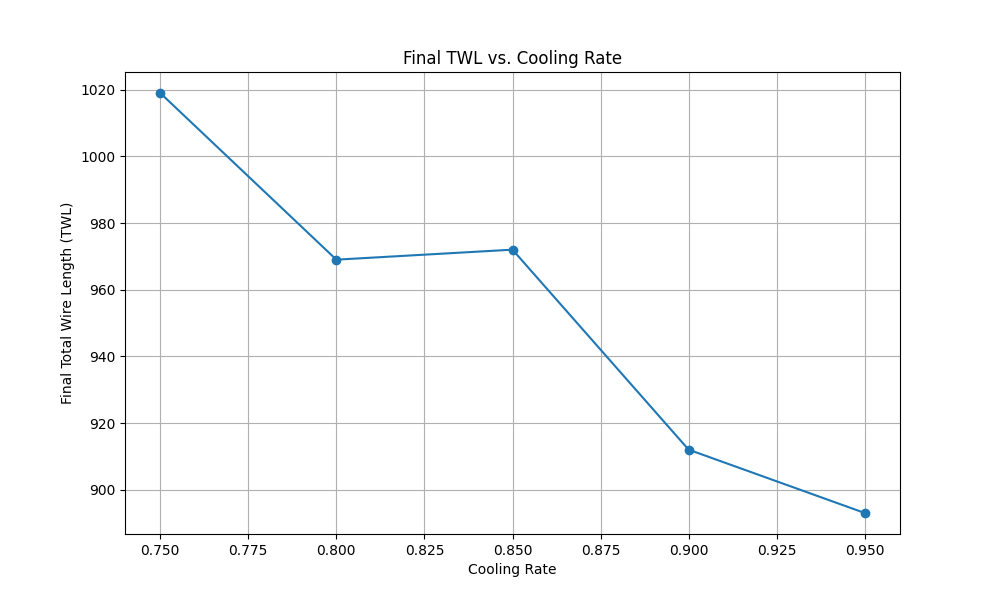 Final TWL vs. Cooling Rate
Final Total Wire Length (TWL)
1020
1000
980
960
940
920
900
0.750 0.775 0.800 0.825 0.850 0.875 0.900 0.925 0.950
Cooling Rate